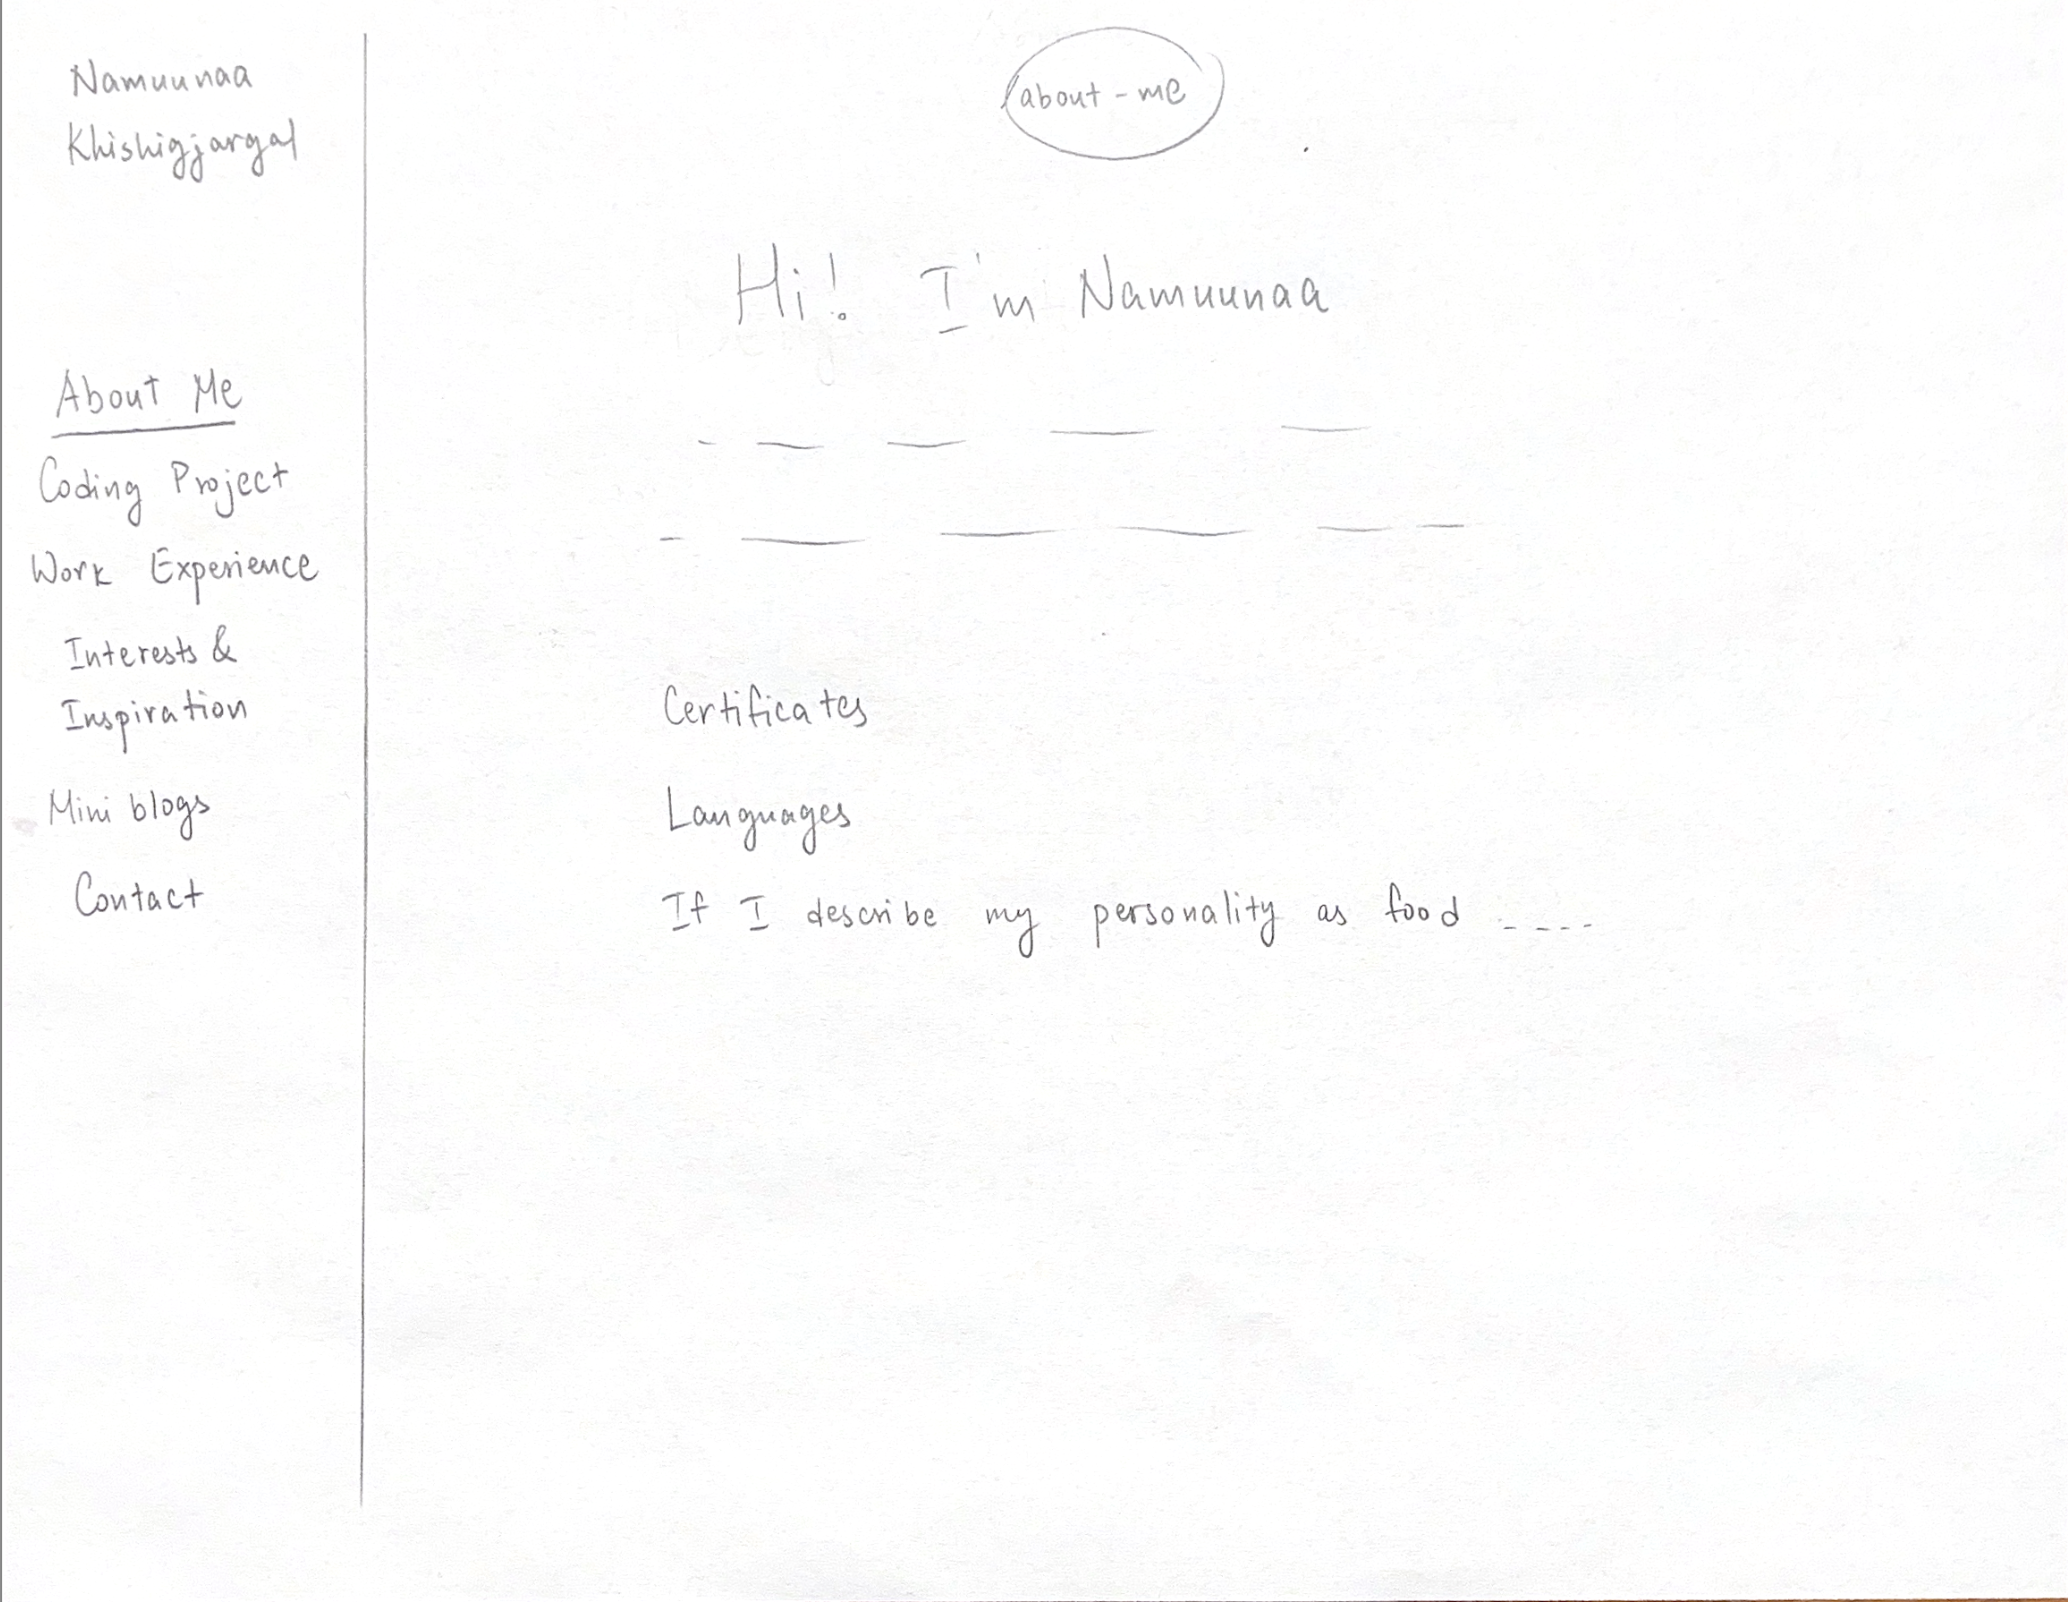 Namuunaa
Khishigjargal
About Me
Coding Project
Work Experience
Interests &
Inspiration
Mini blogs
Contact
about - me
Hi! I'm Namuunaa
Certificates
Languages
If I describe my personality as food ----